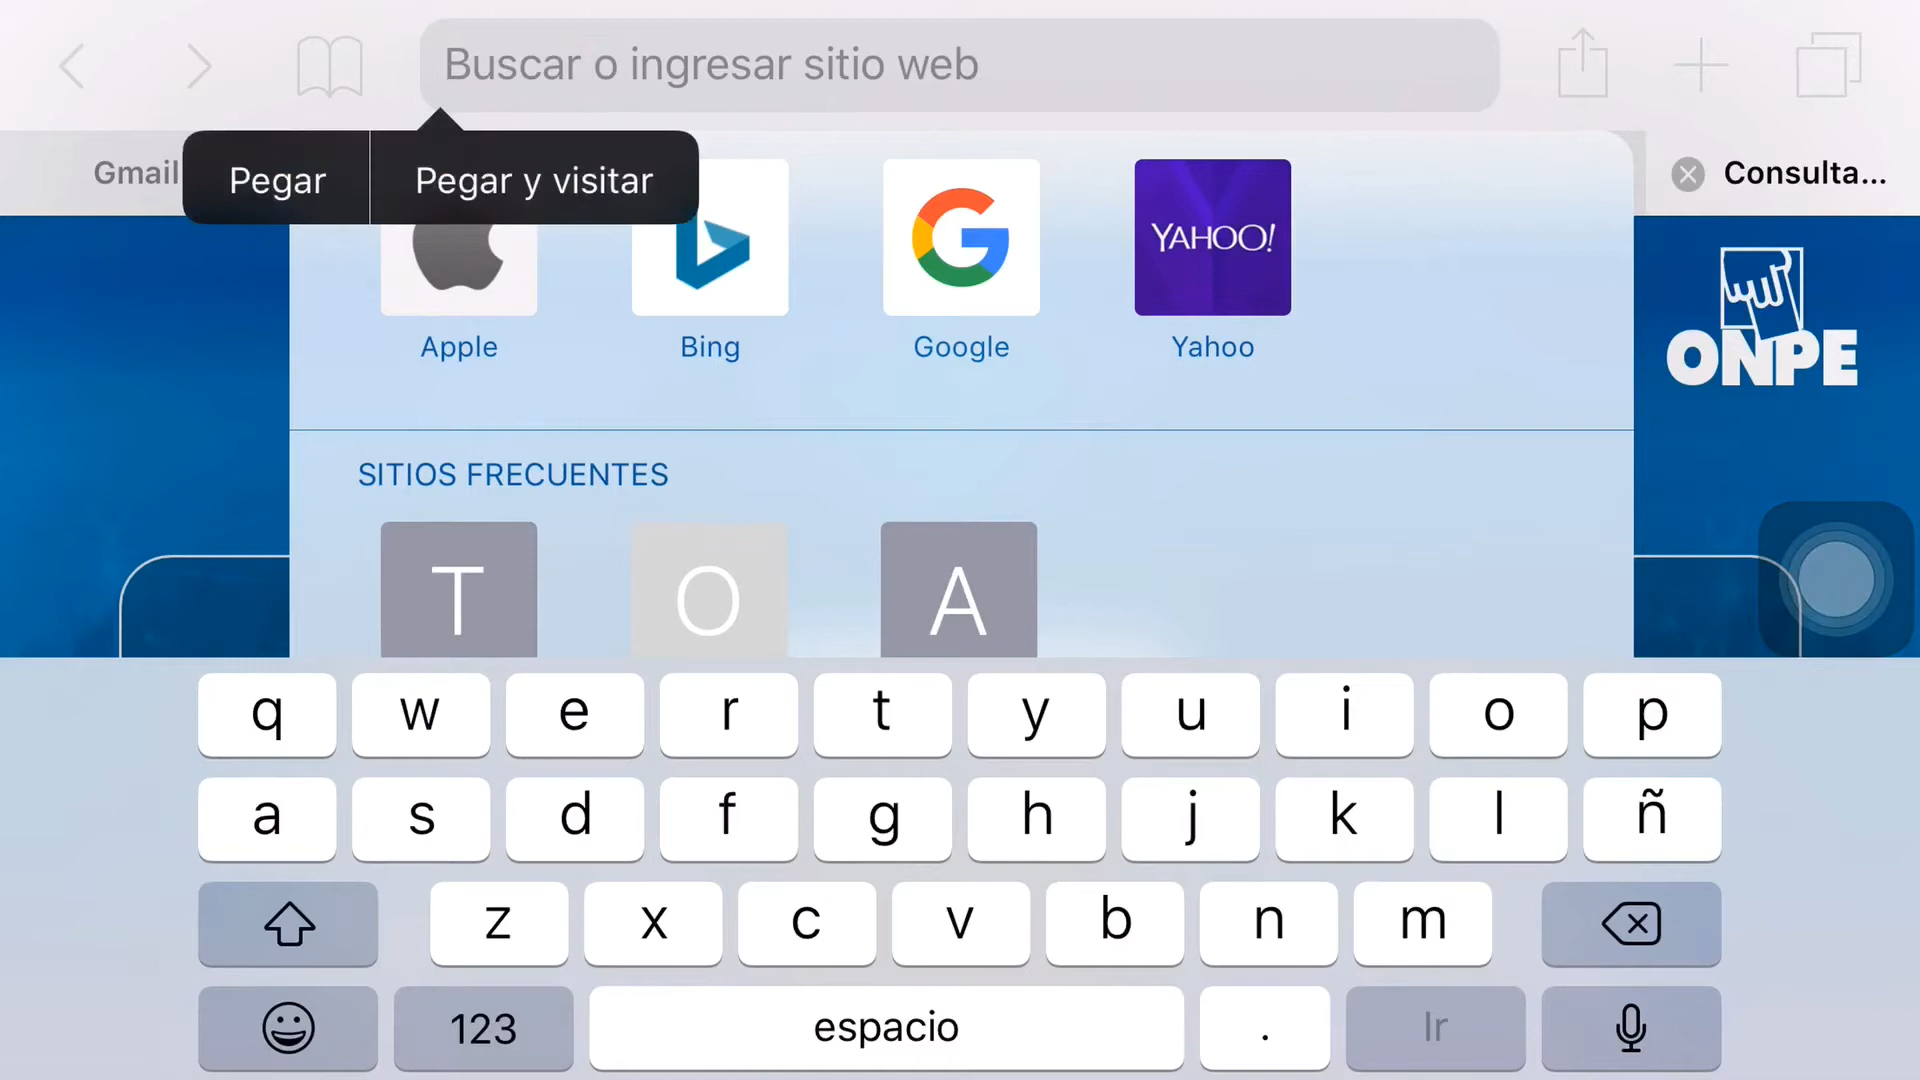 Buscar o ingresar sitio web
Gmail
Pegar
Pegar y visitar
Consulta...
YAHOO!
Apple
Bing
Google
Yahoo
ONPE
SITIOS FRECUENTES
T
O
A
q w e r t y u i o p
a s d f g h j k l ñ
z x c v b n m
123
espacio
.
Ir